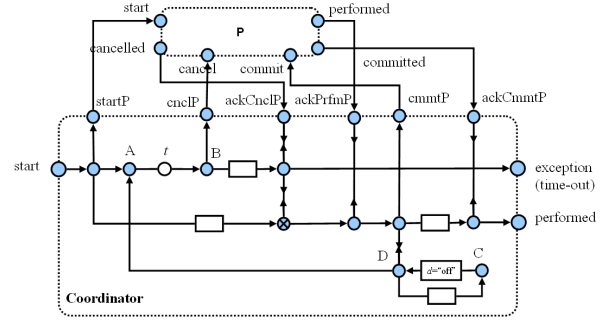 start
performed
P
cancelled
cancel
commit
committed
startP
cnclP
ackCnclP
ackPrfmP
cmmtP
ackCmmtP
A
t
B
start
exception
(time-out)
performed
D
C
d="off"
Coordinator